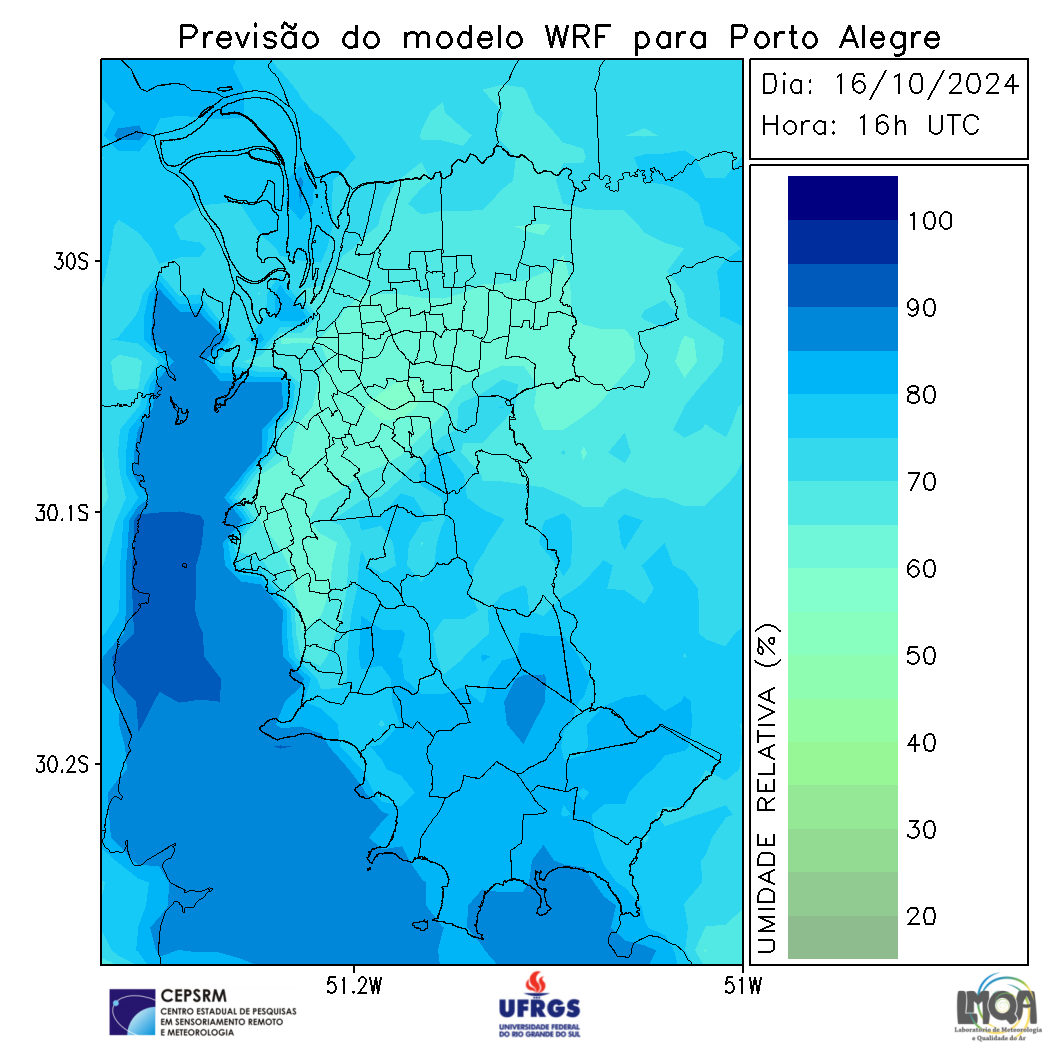 Previsão do modelo WRF para Porto Alegre
Dia: 16/10/2024
Hora: 16h UTC
30S
30.1S
30.2S
51.2W
51W
100
90
80
70
60
50
40
30
20
UMIDADE RELATIVA (%)
CEPSRM
CENTRO ESTADUAL DE PESQUISAS
EM SENSORIAMENTO REMOTO
E METEOROLOGIA
UFRGS
UNIVERSIDADE FEDERAL
DO RIO GRANDE DO SUL
LMQA
Laboratório de Meteorologia
e Qualidade do Ar